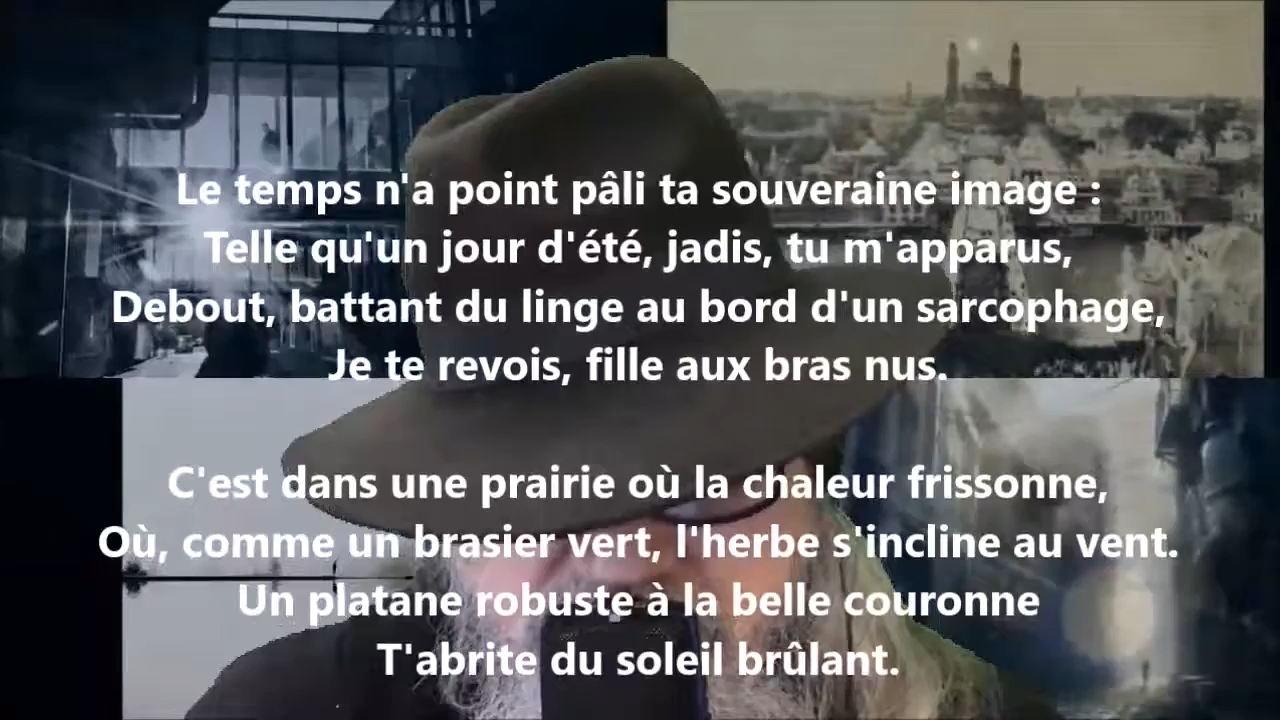 Le temps n'a point pâli ta souveraine image :
Telle qu'un jour d'été, jadis, tu m'apparus,
Debout, battant du linge au bord d'un sarcophage,
Je te revois, fille aux bras nus.
C'est dans une prairie où la chaleur frissonne,
Où, comme un brasier vert, l'herbe s'incline au vent.
Un platane robuste à la belle couronne
T'abrite du soleil brûlant.